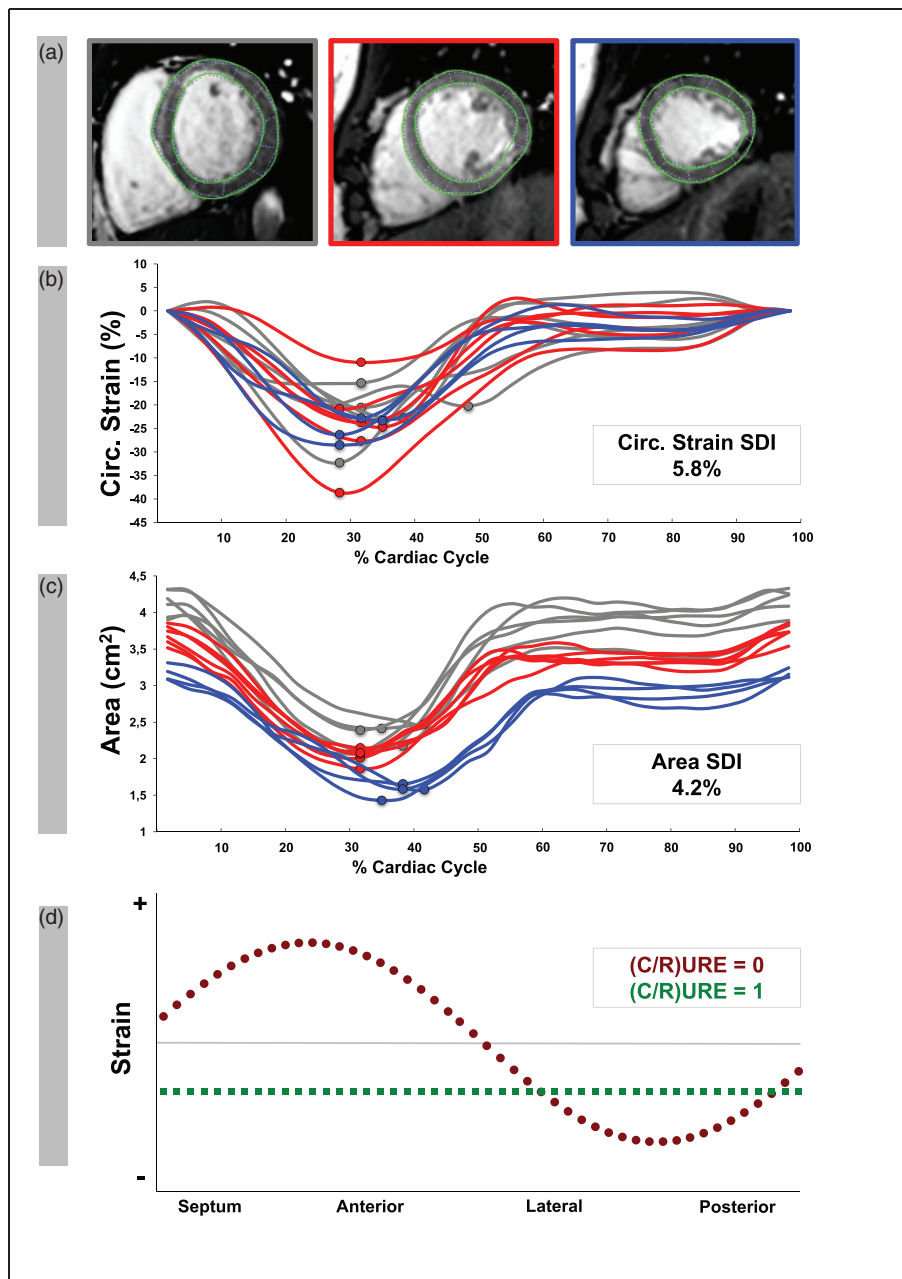 (a)
(b)
10
5
0
-5
-10
-15
-20
-25
-30
-35
-40
-45
Circ. Strain (%)
Circ. Strain SDI
5.8%
10 20 30 40 50 60 70 80 90 100
% Cardiac Cycle
(c)
4,5
4
3,5
3
2,5
2
1,5
1
Area (cm²)
Area SDI
4.2%
10 20 30 40 50 60 70 80 90 100
% Cardiac Cycle
(d)
+
Strain
-
(C/R)URE = 0
(C/R)URE = 1
Septum Anterior Lateral Posterior